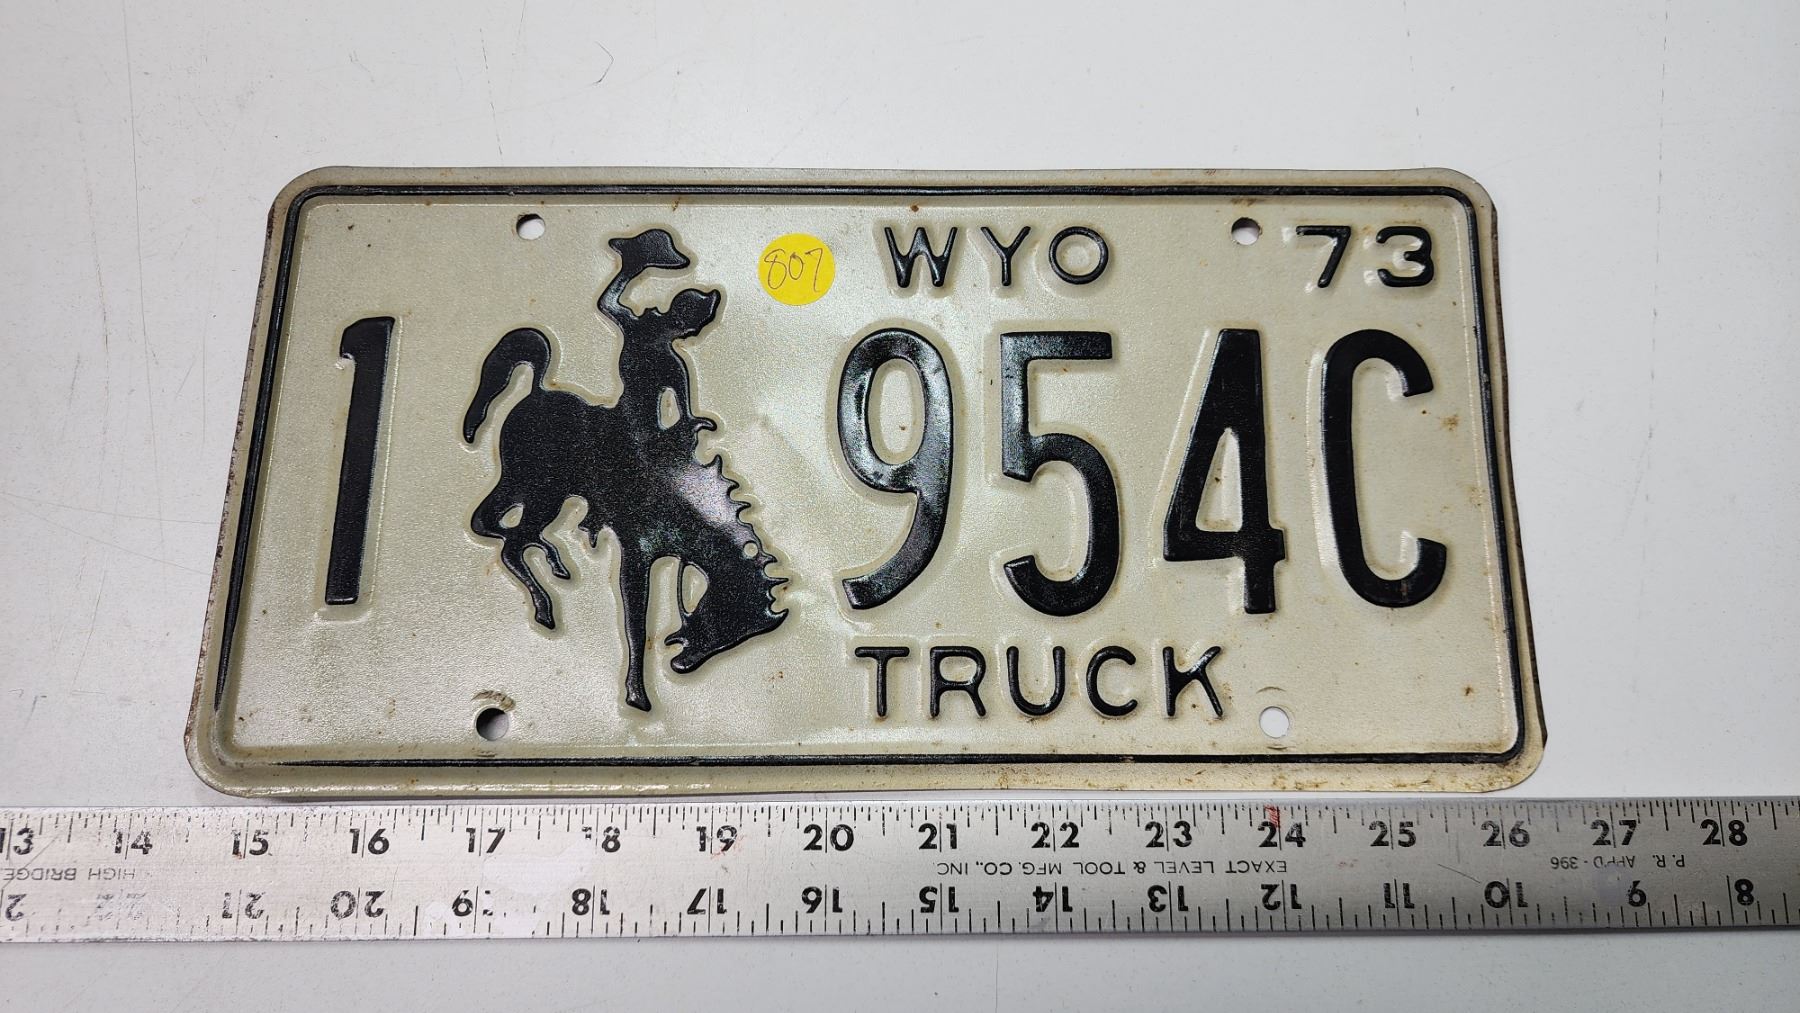 WYO 73
807
1 954C
TRUCK
13 14 15 16 17 18 19 20 21 22 23 24 25 26 27 28
HIGH BRIDGE EXACT LEVEL & TOOL MFG. CO., INC. P. R. APP'D - 396
21 20 19 18 17 16 15 14 13 12 11 10 9 8